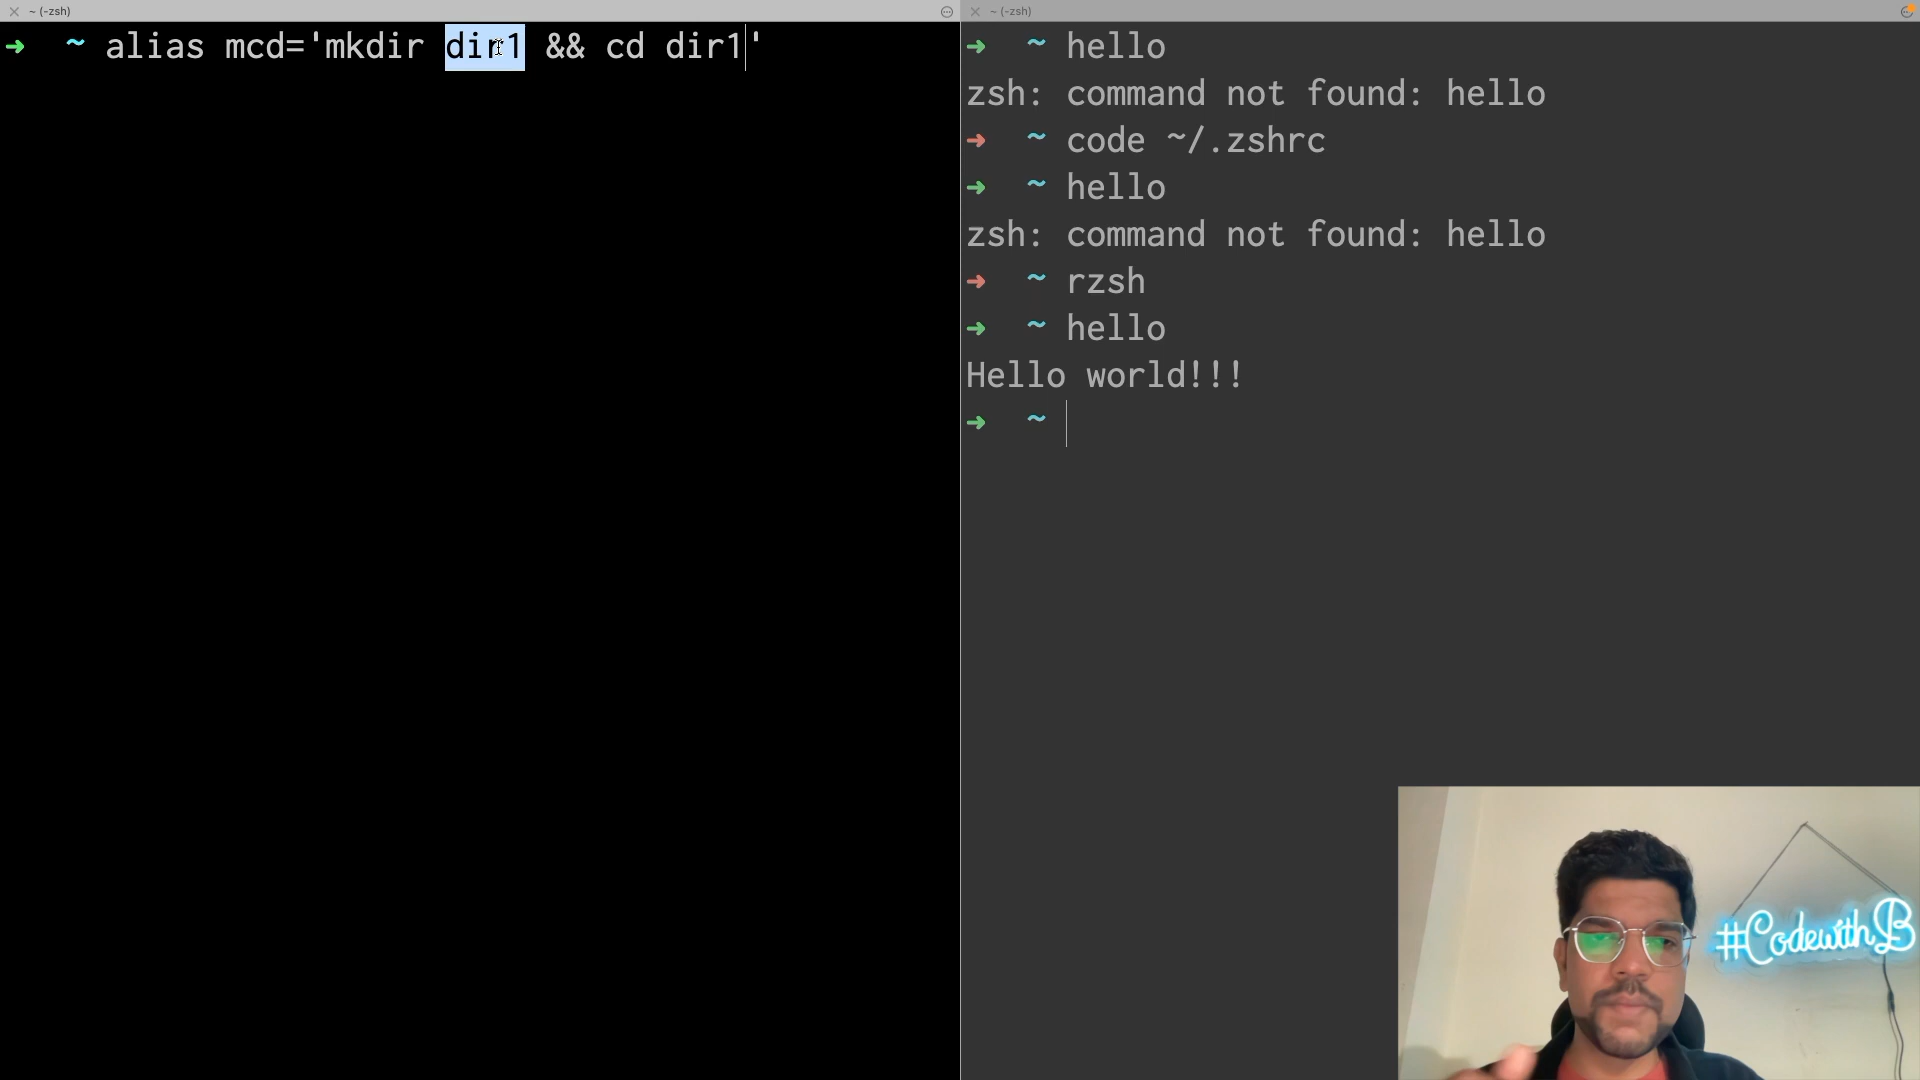 ~ (-zsh)
➜ ~ alias mcd='mkdir dir1 && cd dir1'
~ (-zsh)
➜ ~ hello
zsh: command not found: hello
➜ ~ code ~/.zshrc
➜ ~ hello
zsh: command not found: hello
➜ ~ rzsh
➜ ~ hello
Hello world!!!
➜ ~
#CodewithB